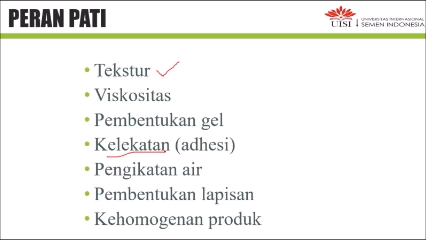 PERAN PATI
UISI
UNIVERSITAS INTERNASIONAL
SEMEN INDONESIA
• Tekstur
• Viskositas
• Pembentukan gel
• Kelekatan (adhesi)
• Pengikatan air
• Pembentukan lapisan
• Kehomogenan produk